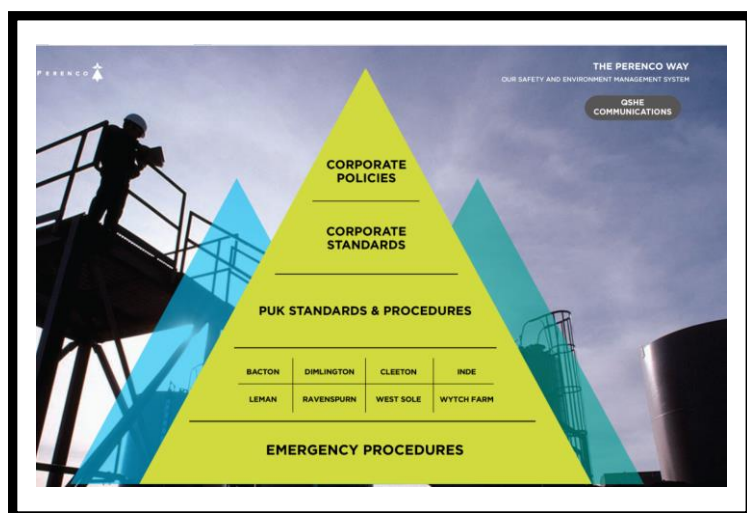 PERENCO
THE PERENCO WAY
OUR SAFETY AND ENVIRONMENT MANAGEMENT SYSTEM
QSHE
COMMUNICATIONS
CORPORATE
POLICIES
CORPORATE
STANDARDS
PUK STANDARDS & PROCEDURES
BACTON DIMLINGTON CLEETON INDE
LEMAN RAVENSPURN WEST SOLE WYTCH FARM
EMERGENCY PROCEDURES